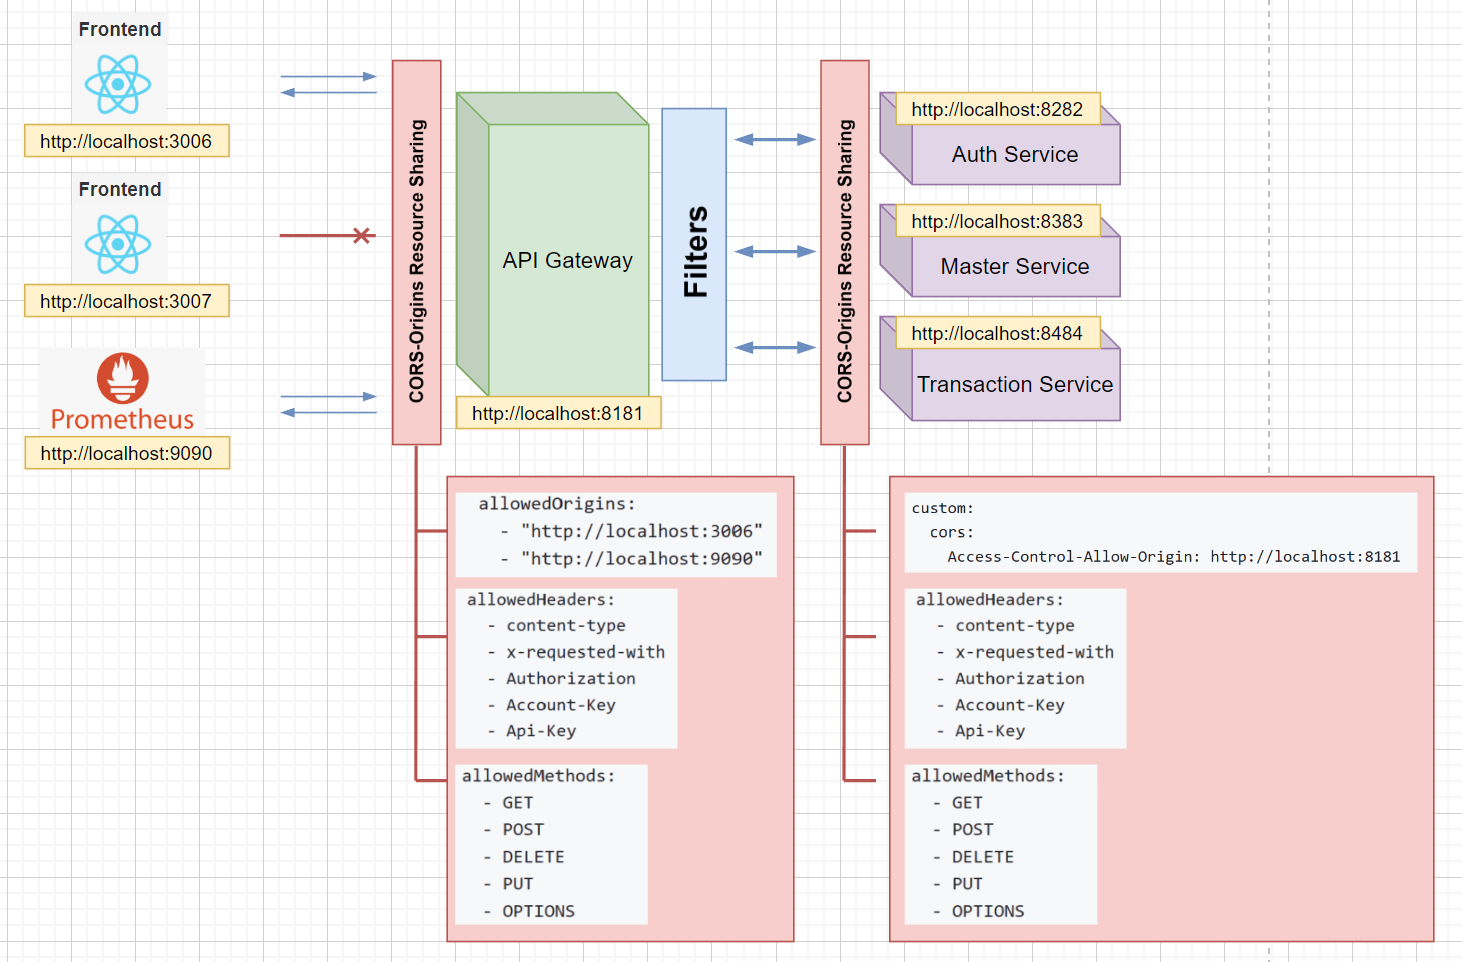 Frontend
http://localhost:3006
Frontend
http://localhost:3007
Prometheus
http://localhost:9090
CORS-Origins Resource Sharing
API Gateway
http://localhost:8181
Filters
CORS-Origins Resource Sharing
http://localhost:8282
Auth Service
http://localhost:8383
Master Service
http://localhost:8484
Transaction Service
allowedOrigins:
- "http://localhost:3006"
- "http://localhost:9090"
allowedHeaders:
- content-type
- x-requested-with
- Authorization
- Account-Key
- Api-Key
allowedMethods:
- GET
- POST
- DELETE
- PUT
- OPTIONS
custom:
cors:
Access-Control-Allow-Origin: http://localhost:8181
allowedHeaders:
- content-type
- x-requested-with
- Authorization
- Account-Key
- Api-Key
allowedMethods:
- GET
- POST
- DELETE
- PUT
- OPTIONS